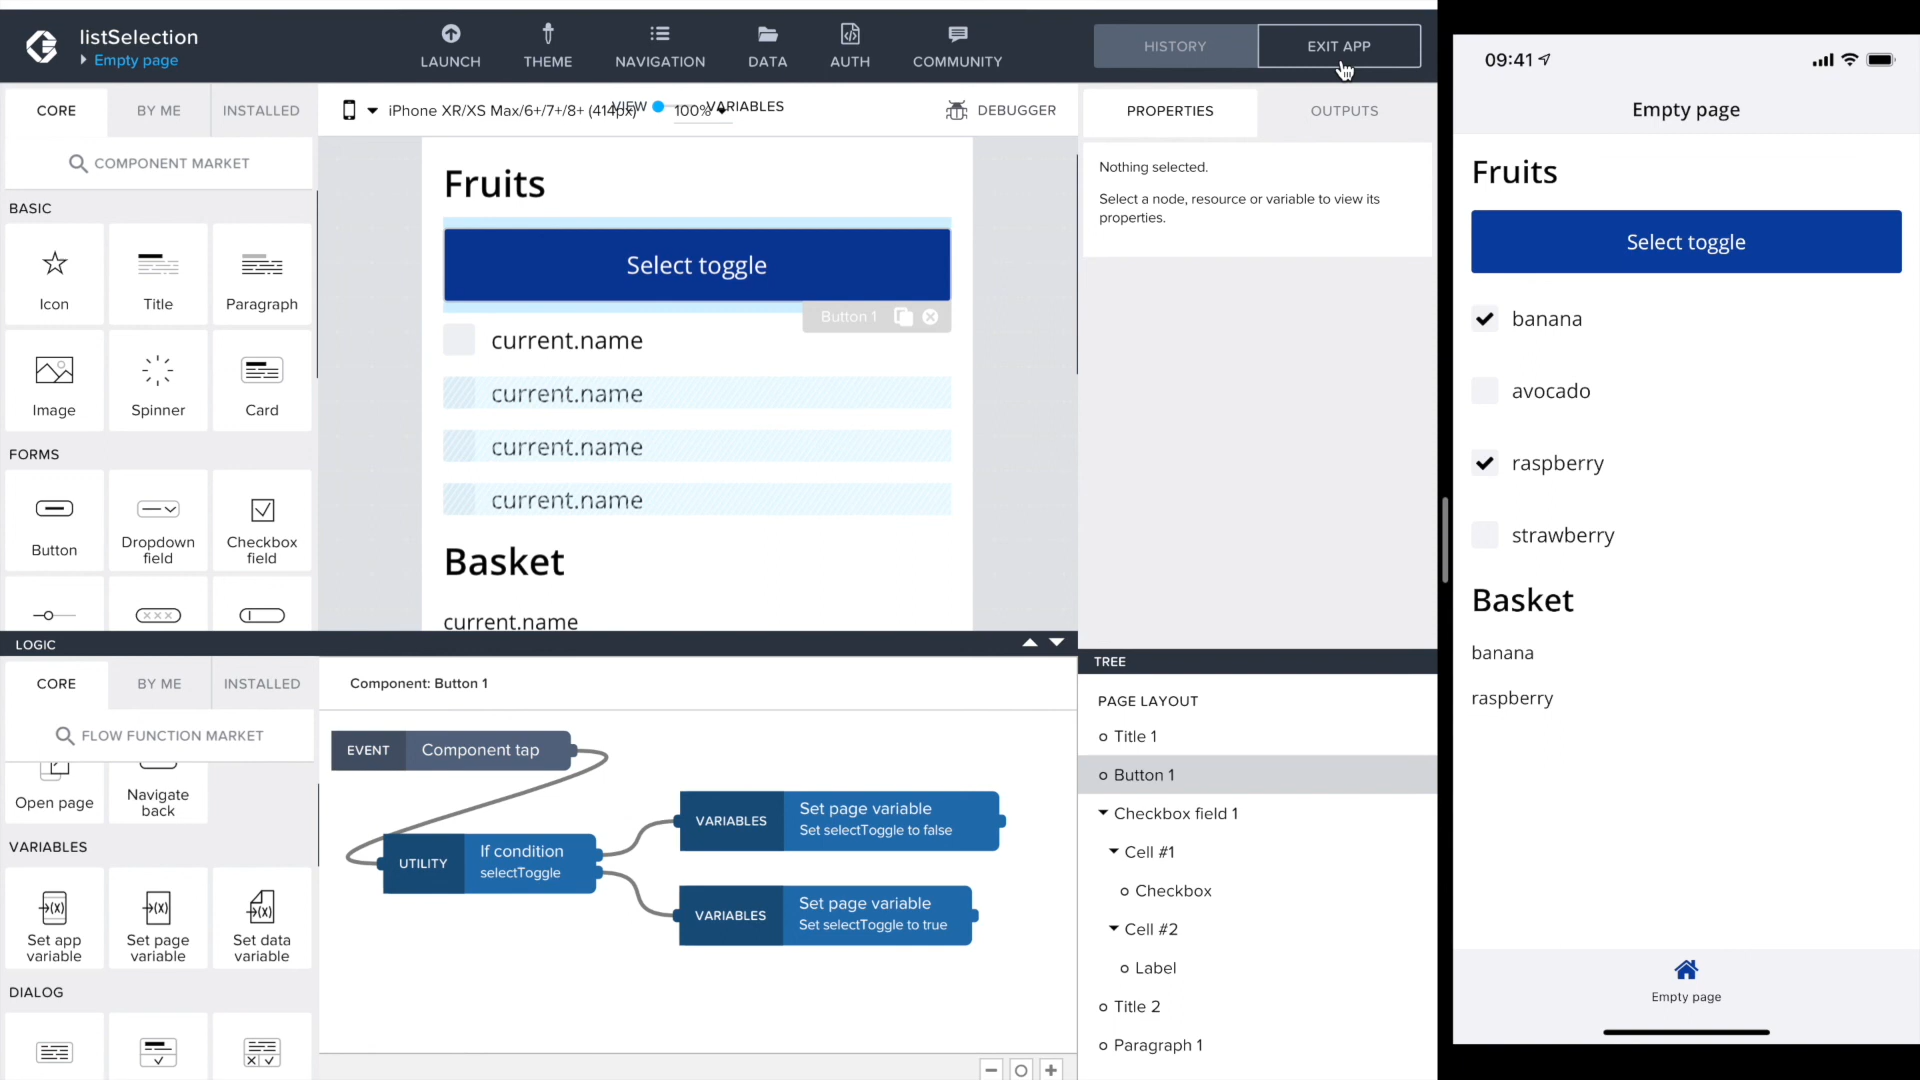 listSelection
Empty page
LAUNCH
THEME
NAVIGATION
DATA
AUTH
COMMUNITY
HISTORY
EXIT APP
CORE
BY ME
INSTALLED
COMPONENT MARKET
BASIC
Icon
Title
Paragraph
Image
Spinner
Card
FORMS
Button
Dropdown
field
Checkbox
field
iPhone XR/XS Max/6+/7+/8+ (414px)
VIEW
100%
VARIABLES
DEBUGGER
Fruits
Select toggle
Button 1
current.name
current.name
current.name
current.name
Basket
current.name
PROPERTIES
OUTPUTS
Nothing selected.
Select a node, resource or variable to view its
properties.
LOGIC
CORE
BY ME
INSTALLED
FLOW FUNCTION MARKET
Open page
Navigate
back
VARIABLES
Set app
variable
Set page
variable
Set data
variable
DIALOG
Component: Button 1
EVENT
Component tap
UTILITY
If condition
selectToggle
VARIABLES
Set page variable
Set selectToggle to false
VARIABLES
Set page variable
Set selectToggle to true
TREE
PAGE LAYOUT
Title 1
Button 1
Checkbox field 1
Cell #1
Checkbox
Cell #2
Label
Title 2
Paragraph 1
09:41
Empty page
Fruits
Select toggle
banana
avocado
raspberry
strawberry
Basket
banana
raspberry
Empty page